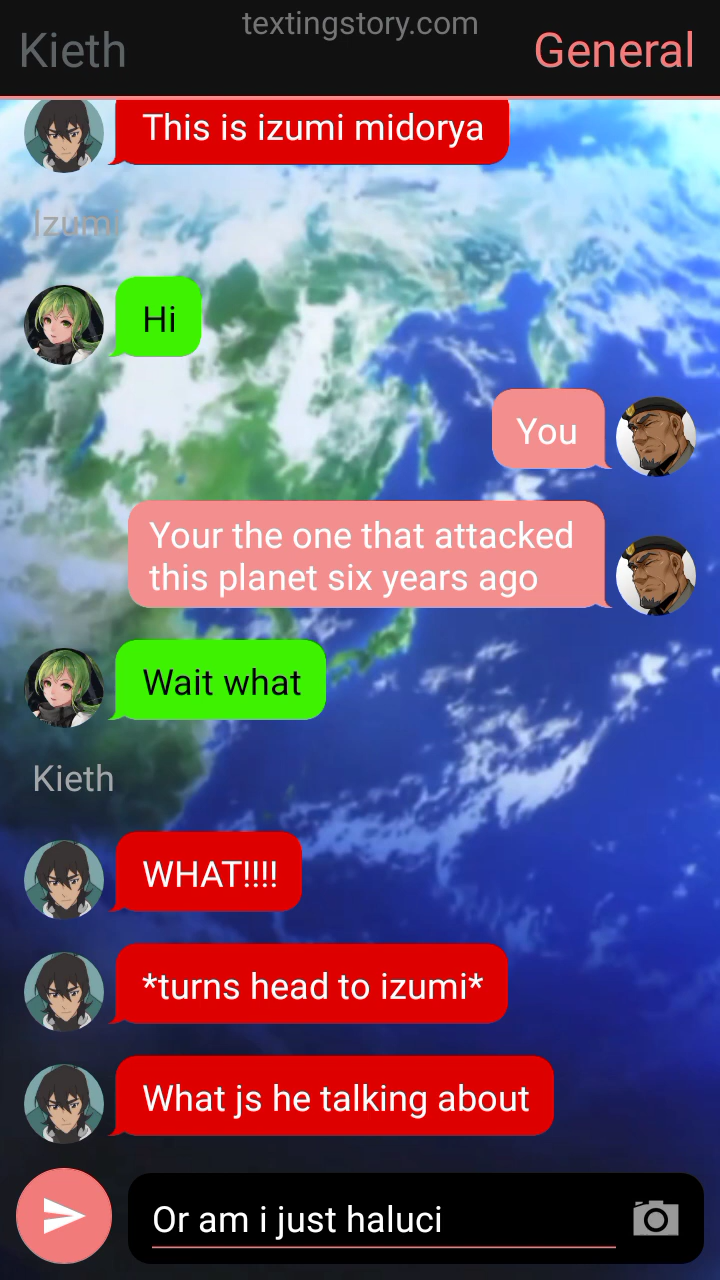 textingstory.com
Kieth
General
This is izumi midorya
Izumi
Hi
You
Your the one that attacked
this planet six years ago
Wait what
Kieth
WHAT!!!!
*turns head to izumi*
What js he talking about
Or am i just haluci